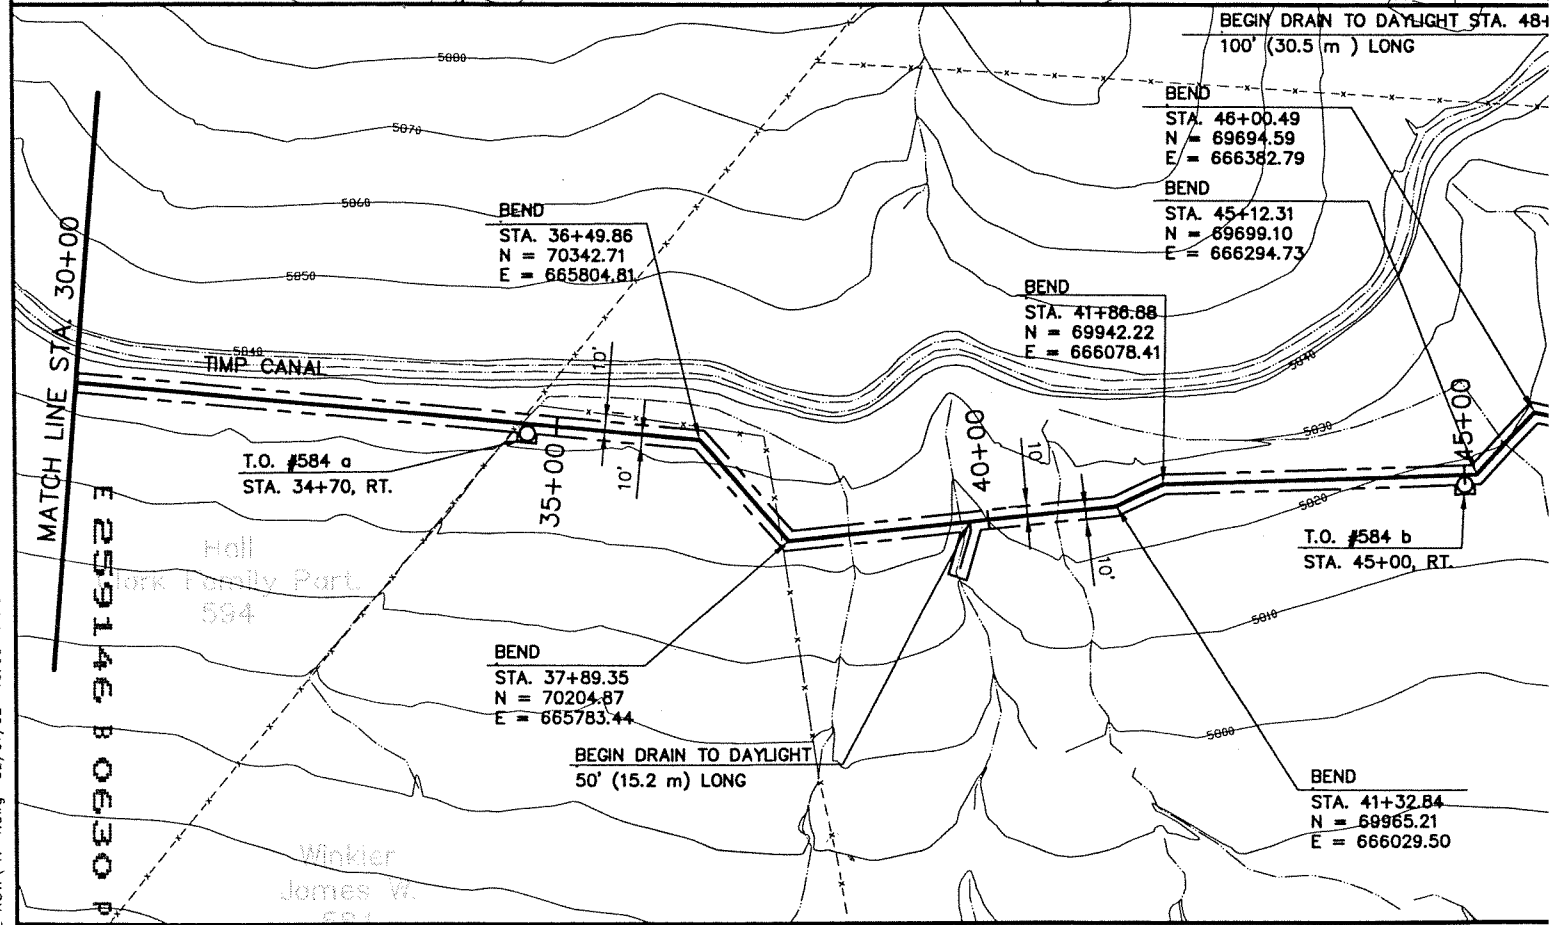 BEGIN DRAIN TO DAYLIGHT STA. 48+
100' (30.5 m ) LONG
5080
BEND
STA. 46+00.49
N = 69694.59
E = 666382.79
5070
BEND
STA. 45+12.31
N = 69699.10
E = 666294.73
5060
BEND
STA. 36+49.86
N = 70342.71
E = 665804.81
5050
BEND
STA. 41+86.88
N = 69942.22
E = 666078.41
MATCH LINE STA. 30+00
5040
TIMP CANAL
10'
5040
T.O. #584 a
STA. 34+70, RT.
10'
35+00
40+00
10'
10'
5030
45+00
5020
T.O. #584 b
STA. 45+00, RT.
Hall
Clark Family Part.
594
5010
BEND
STA. 37+89.35
N = 70204.87
E = 665783.44
5000
BEGIN DRAIN TO DAYLIGHT
50' (15.2 m) LONG
BEND
STA. 41+32.84
N = 69965.21
E = 666029.50
Winkler
James W.
E 259146 B 0630 P